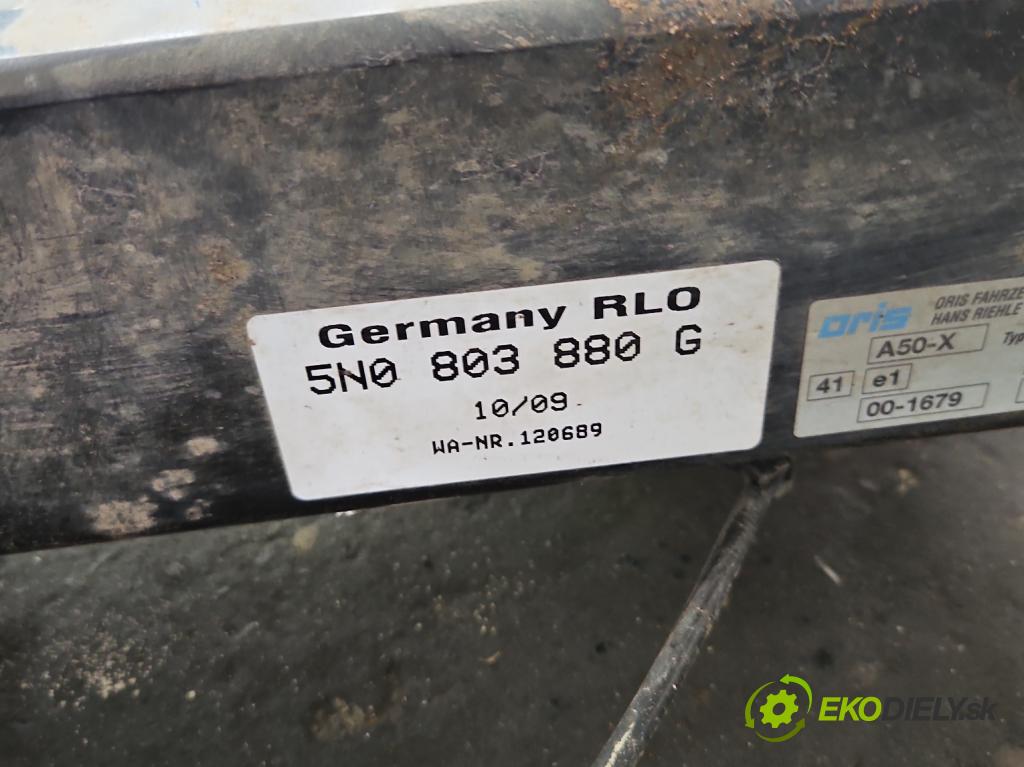 Germany RLO
5N0 803 880 G
10/09
WA-NR.120689
oris
ORIS FAHRZE
HANS RIEHLE
A50-X
Typ
41
e1
00-1679
EKODIELY.sk